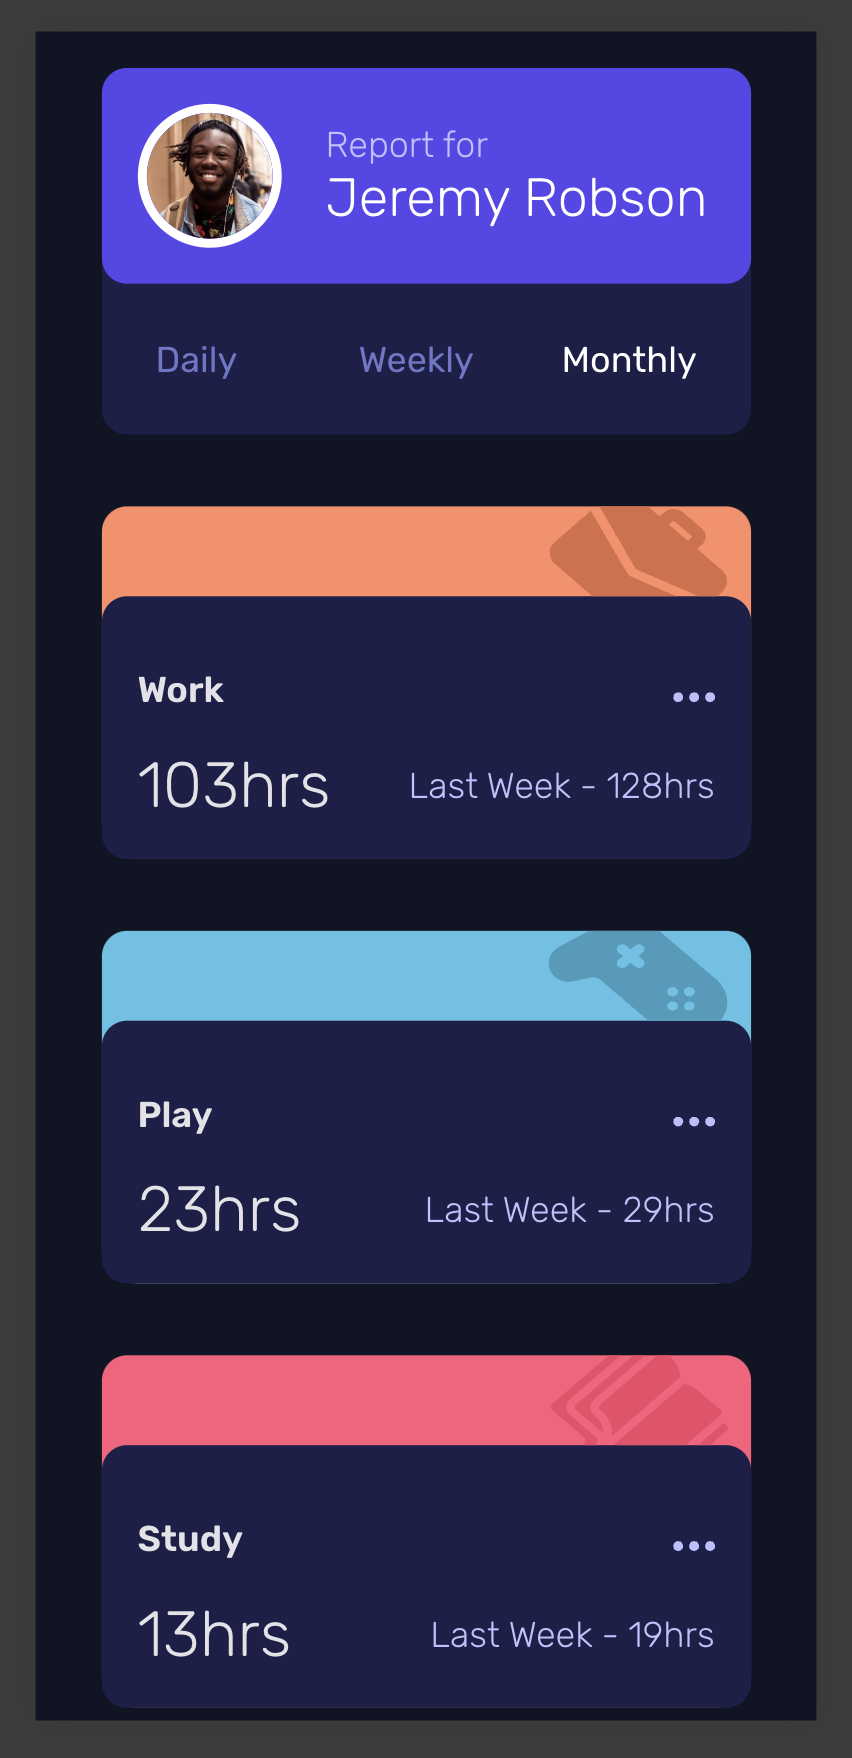 Report for
Jeremy Robson
Daily Weekly Monthly
Work
103hrs Last Week - 128hrs
Play
23hrs Last Week - 29hrs
Study
13hrs Last Week - 19hrs